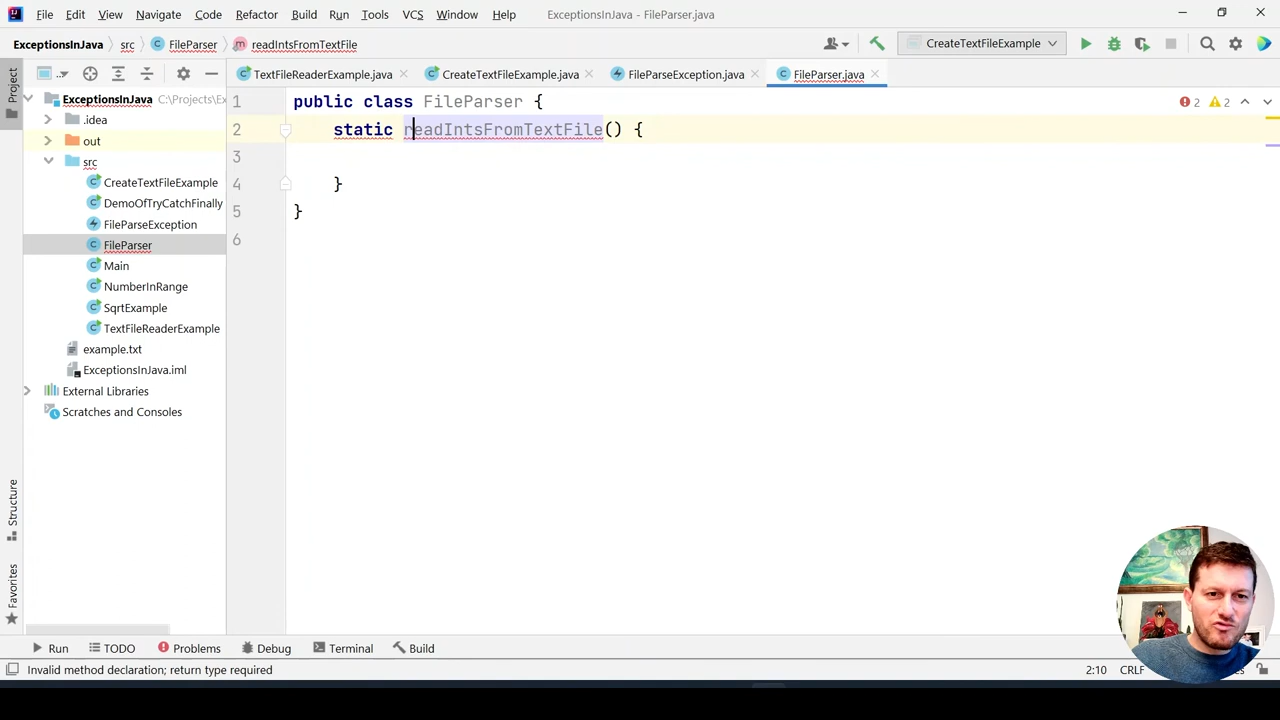 File Edit View Navigate Code Refactor Build Run Tools VCS Window Help ExceptionsInJava - FileParser.java
ExceptionsInJava src FileParser readIntsFromTextFile CreateTextFileExample
TextFileReaderExample.java CreateTextFileExample.java FileParseException.java FileParser.java
Project
ExceptionsInJava C:\Projects\Ex
.idea
out
src
CreateTextFileExample
DemoOfTryCatchFinally
FileParseException
FileParser
Main
NumberInRange
SqrtExample
TextFileReaderExample
example.txt
ExceptionsInJava.iml
External Libraries
Scratches and Consoles
1 public class FileParser {
2 static readIntsFromTextFile() {
3
4 }
5 }
6
2 2
Structure
Favorites
Run TODO Problems Debug Terminal Build
Invalid method declaration; return type required 2:10 CRLF